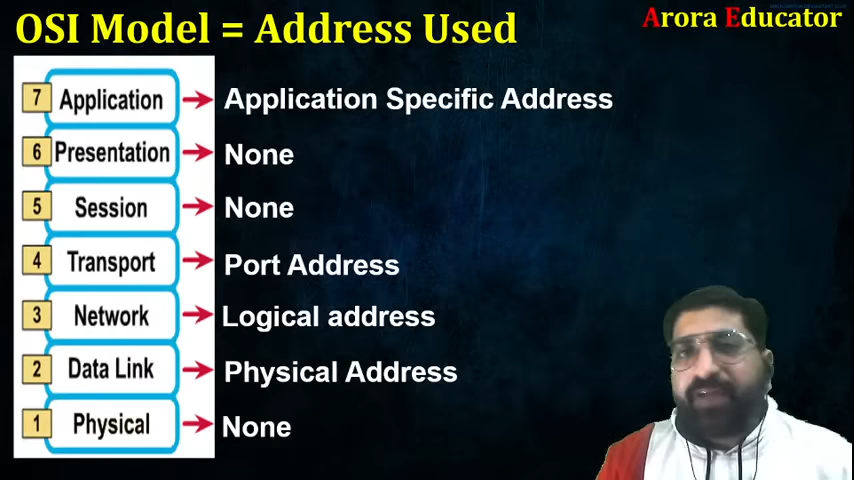 OSI Model = Address Used
Arora Educator
7 Application Application Specific Address
6 Presentation None
5 Session None
4 Transport Port Address
3 Network Logical address
2 Data Link Physical Address
1 Physical None